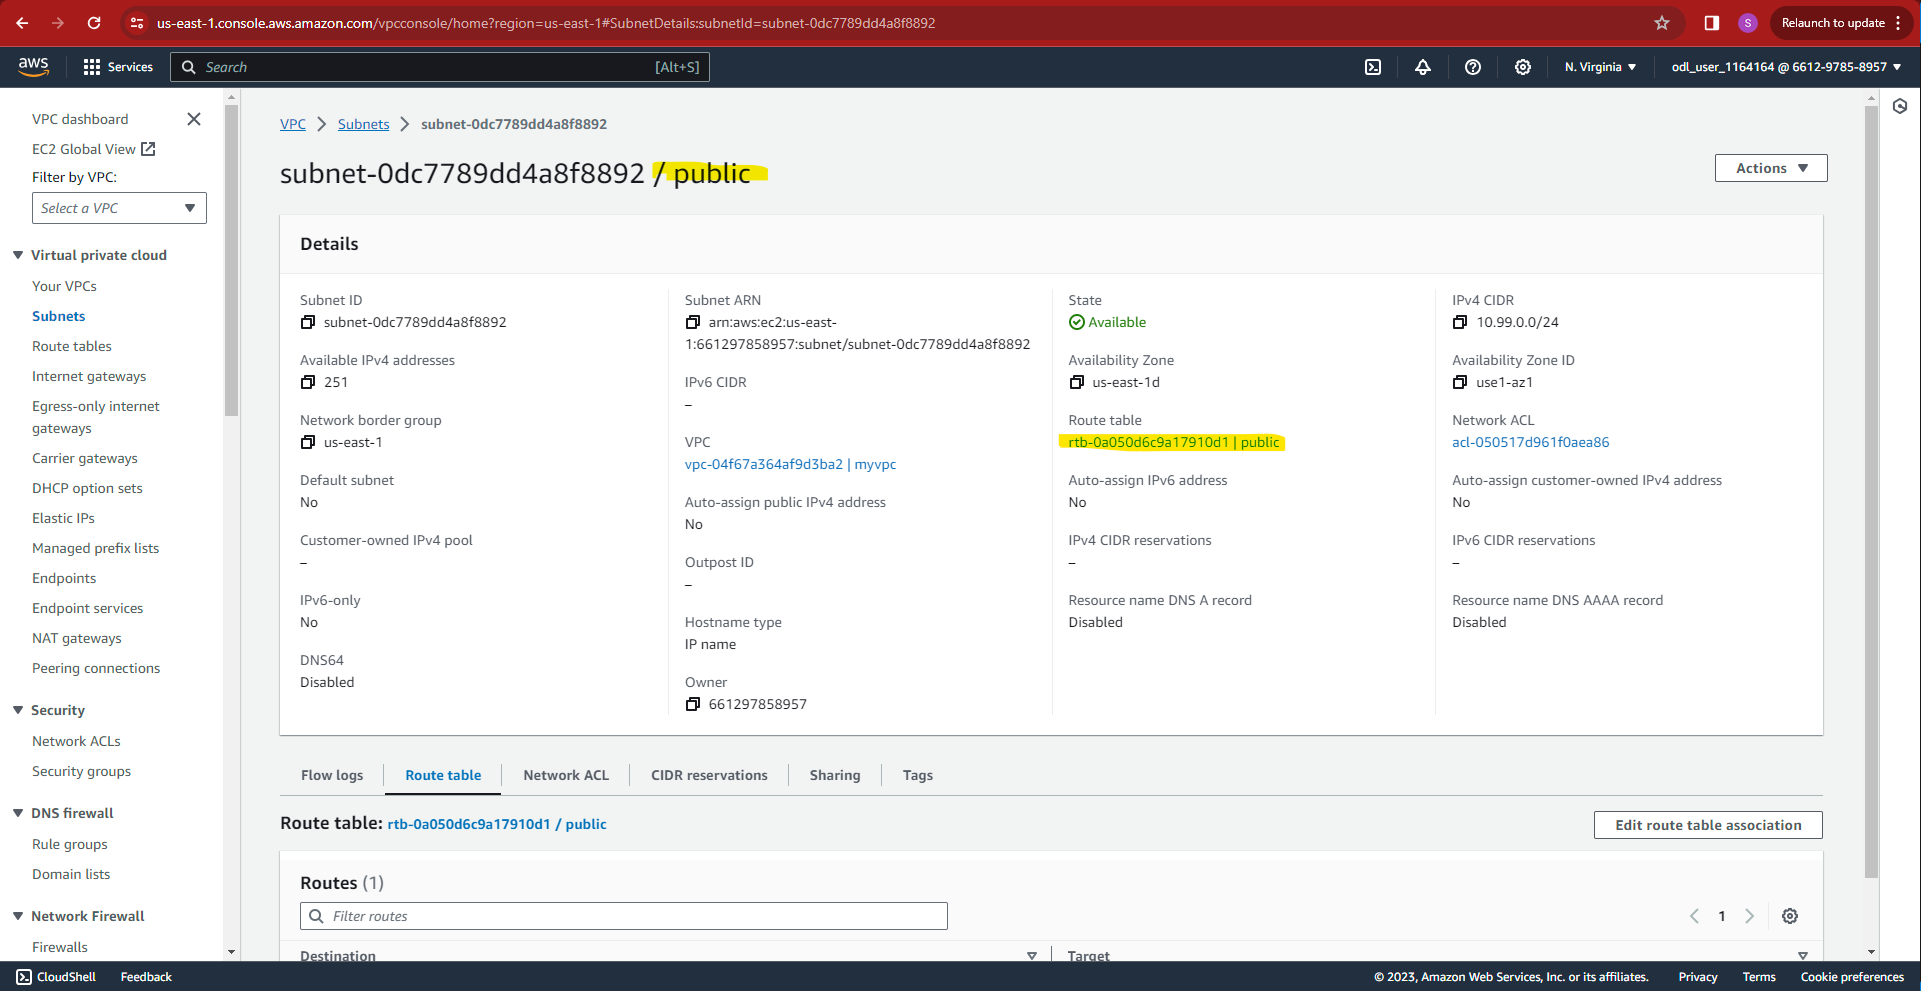 us-east-1.console.aws.amazon.com/vpcconsole/home?region=us-east-1#SubnetDetails:subnetId=subnet-0dc7789dd4a8f8892
S
Relaunch to update
aws
Services
Search
[Alt+S]
N. Virginia
odl_user_1164164 @ 6612-9785-8957
VPC dashboard
EC2 Global View
Filter by VPC:
Select a VPC
Virtual private cloud
Your VPCs
Subnets
Route tables
Internet gateways
Egress-only internet
gateways
Carrier gateways
DHCP option sets
Elastic IPs
Managed prefix lists
Endpoints
Endpoint services
NAT gateways
Peering connections
Security
Network ACLs
Security groups
DNS firewall
Rule groups
Domain lists
Network Firewall
Firewalls
VPC
Subnets
subnet-0dc7789dd4a8f8892
subnet-0dc7789dd4a8f8892 / public
Actions
Details
Subnet ID
subnet-0dc7789dd4a8f8892
Available IPv4 addresses
251
Network border group
us-east-1
Default subnet
No
Customer-owned IPv4 pool
–
IPv6-only
No
DNS64
Disabled
Subnet ARN
arn:aws:ec2:us-east-
1:661297858957:subnet/subnet-0dc7789dd4a8f8892
IPv6 CIDR
–
VPC
vpc-04f67a364af9d3ba2 | myvpc
Auto-assign public IPv4 address
No
Outpost ID
–
Hostname type
IP name
Owner
661297858957
State
Available
Availability Zone
us-east-1d
Route table
rtb-0a050d6c9a17910d1 | public
Auto-assign IPv6 address
No
IPv4 CIDR reservations
–
Resource name DNS A record
Disabled
IPv4 CIDR
10.99.0.0/24
Availability Zone ID
use1-az1
Network ACL
acl-050517d961f0aea86
Auto-assign customer-owned IPv4 address
No
IPv6 CIDR reservations
–
Resource name DNS AAAA record
Disabled
Flow logs
Route table
Network ACL
CIDR reservations
Sharing
Tags
Route table: rtb-0a050d6c9a17910d1 / public
Edit route table association
Routes (1)
Filter routes
1
Destination
Target
CloudShell
Feedback
© 2023, Amazon Web Services, Inc. or its affiliates.
Privacy
Terms
Cookie preferences